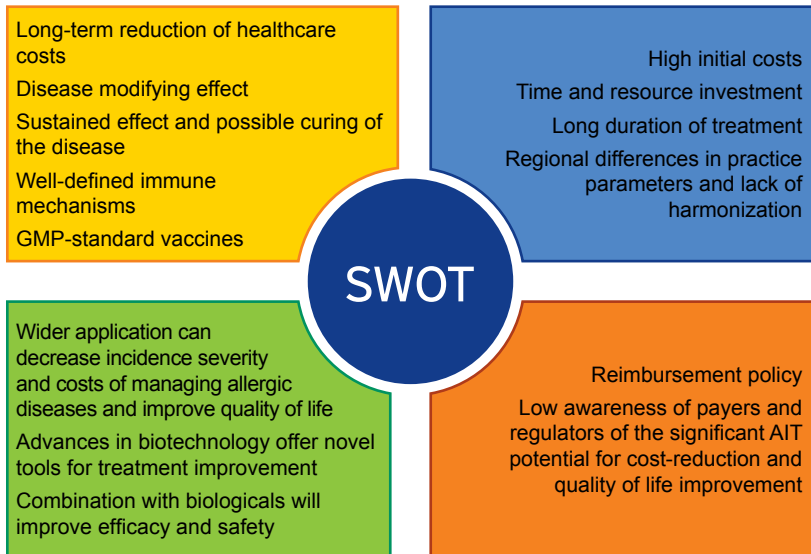 Long-term reduction of healthcare
costs
Disease modifying effect
Sustained effect and possible curing of
the disease
Well-defined immune
mechanisms
GMP-standard vaccines
High initial costs
Time and resource investment
Long duration of treatment
Regional differences in practice
parameters and lack of
harmonization
SWOT
Wider application can
decrease incidence severity
and costs of managing allergic
diseases and improve quality of life
Advances in biotechnology offer novel
tools for treatment improvement
Combination with biologicals will
improve efficacy and safety
Reimbursement policy
Low awareness of payers and
regulators of the significant AIT
potential for cost-reduction and
quality of life improvement